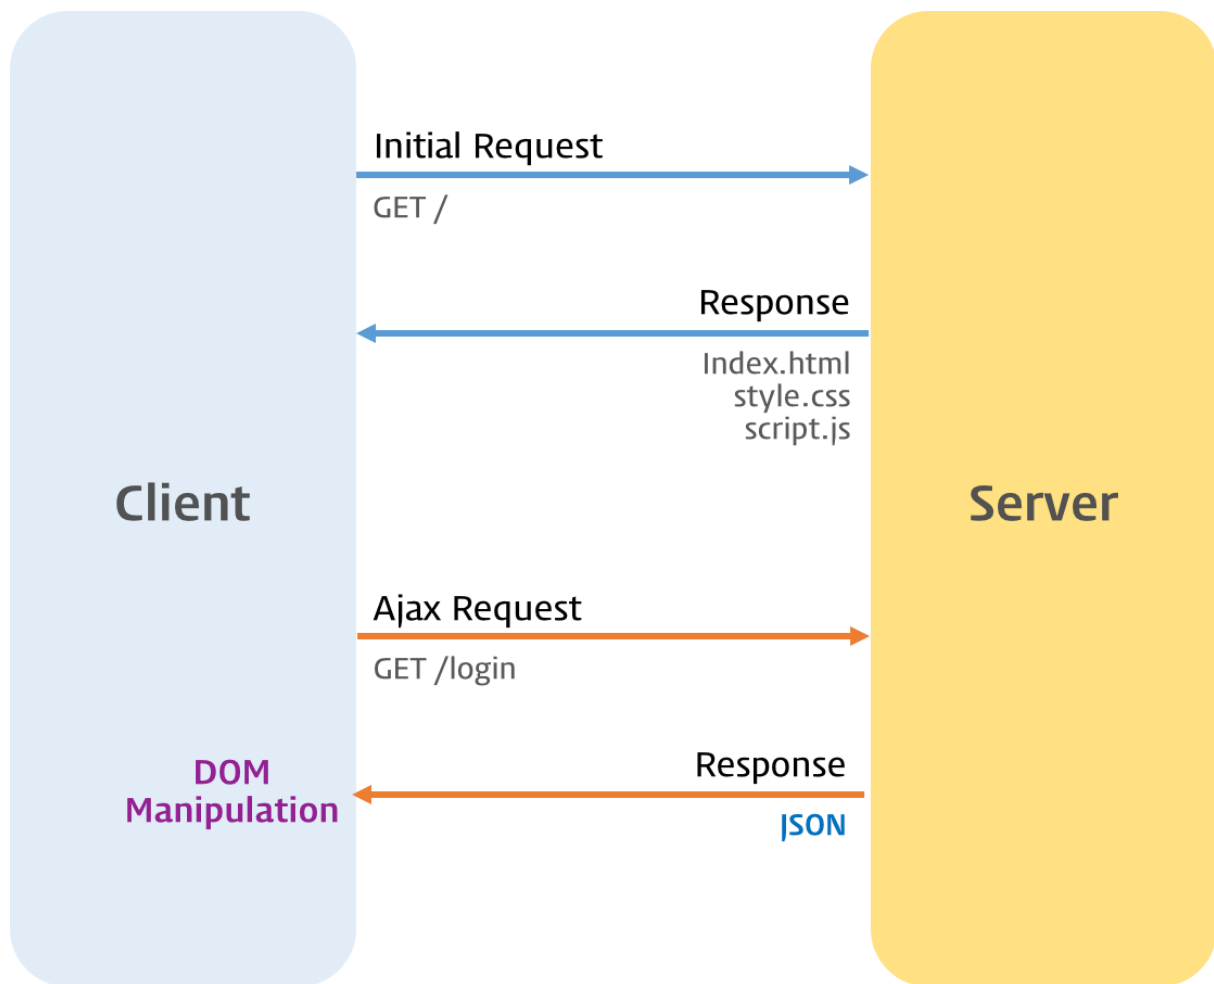 Initial Request
GET /
Response
Index.html
style.css
script.js
Client
Server
Ajax Request
GET /login
Response
JSON
DOM
Manipulation